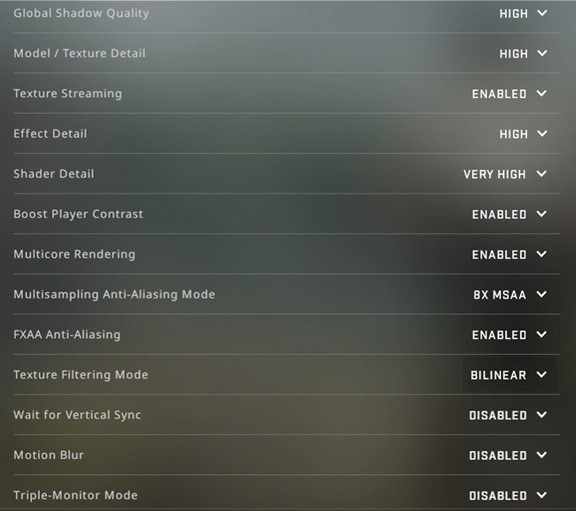 Global Shadow Quality HIGH
Model / Texture Detail HIGH
Texture Streaming ENABLED
Effect Detail HIGH
Shader Detail VERY HIGH
Boost Player Contrast ENABLED
Multicore Rendering ENABLED
Multisampling Anti-Aliasing Mode 8X MSAA
FXAA Anti-Aliasing ENABLED
Texture Filtering Mode BILINEAR
Wait for Vertical Sync DISABLED
Motion Blur DISABLED
Triple-Monitor Mode DISABLED